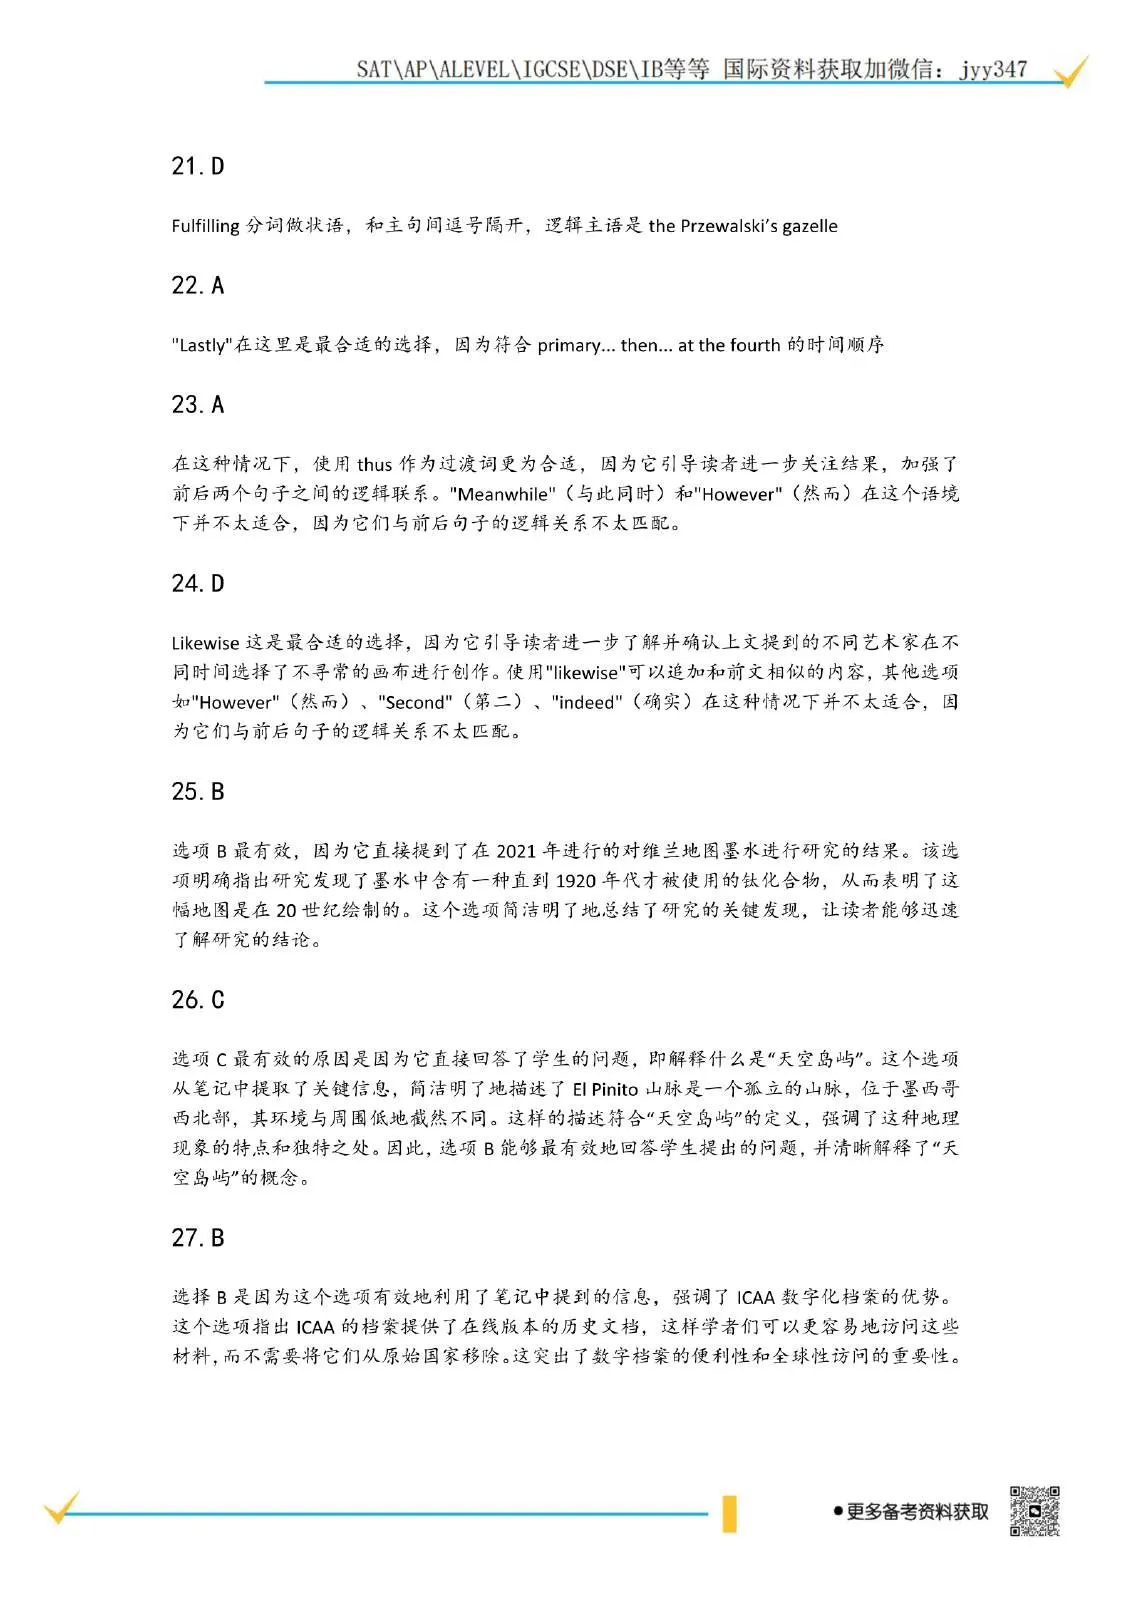 SAT\AP\ALEVEL\IGCSE\DSE\IB等等 国际资料获取加微信：jyy347
21. D
Fulfilling 分词做状语，和主句间逗号隔开，逻辑主语是 the Przewalski’s gazelle
22. A
"Lastly"在这里是最合适的选择，因为符合 primary... then... at the fourth 的时间顺序
23. A
在这种情况下，使用 thus 作为过渡词更为合适，因为它引导读者进一步关注结果，加强了
前后两个句子之间的逻辑联系。"Meanwhile"（与此同时）和"However"（然而）在这个语境
下并不太适合，因为它们与前后句子的逻辑关系不太匹配。
24. D
Likewise 这是最合适的选择，因为它引导读者进一步了解并确认上文提到的不同艺术家在不
同时间选择了不寻常的画布进行创作。使用"likewise"可以追加和前文相似的内容，其他选项
如"However"（然而）、"Second"（第二）、"indeed"（确实）在这种情况下并不太适合，因
为它们与前后句子的逻辑关系不太匹配。
25. B
选项 B 最有效，因为它直接提到了在 2021 年进行的对维兰地图墨水进行研究的结果。该选
项明确指出研究发现了墨水中含有一种直到 1920 年代才被使用的钛化合物，从而表明了这
幅地图是在 20 世纪绘制的。这个选项简洁明了地总结了研究的关键发现，让读者能够迅速
了解研究的结论。
26. C
选项 C 最有效的原因是因为它直接回答了学生的问题，即解释什么是“天空岛屿”。这个选项
从笔记中提取了关键信息，简洁明了地描述了 El Pinito 山脉是一个孤立的山脉，位于墨西哥
西北部，其环境与周围低地截然不同。这样的描述符合“天空岛屿”的定义，强调了这种地理
现象的特点和独特之处。因此，选项 B 能够最有效地回答学生提出的问题，并清晰解释了“天
空岛屿”的概念。
27. B
选择 B 是因为这个选项有效地利用了笔记中提到的信息，强调了 ICAA 数字化档案的优势。
这个选项指出 ICAA 的档案提供了在线版本的历史文档，这样学者们可以更容易地访问这些
材料，而不需要将它们从原始国家移除。这突出了数字档案的便利性和全球性访问的重要性。
●更多备考资料获取